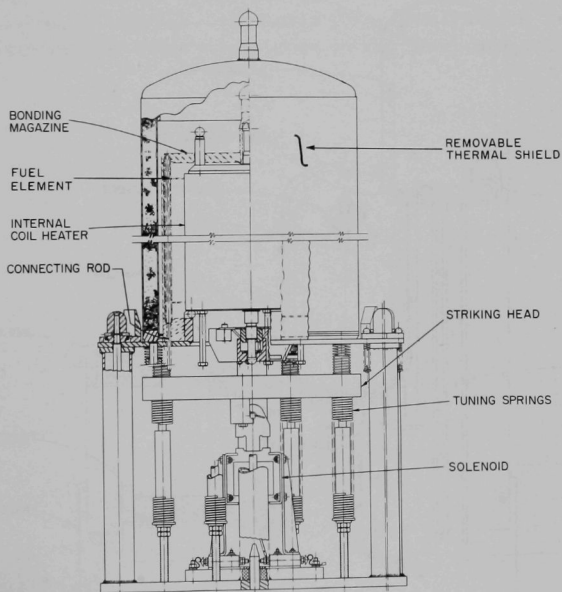 BONDING
MAGAZINE
FUEL
ELEMENT
INTERNAL
COIL HEATER
CONNECTING ROD
REMOVABLE
THERMAL SHIELD
STRIKING HEAD
TUNING SPRINGS
SOLENOID